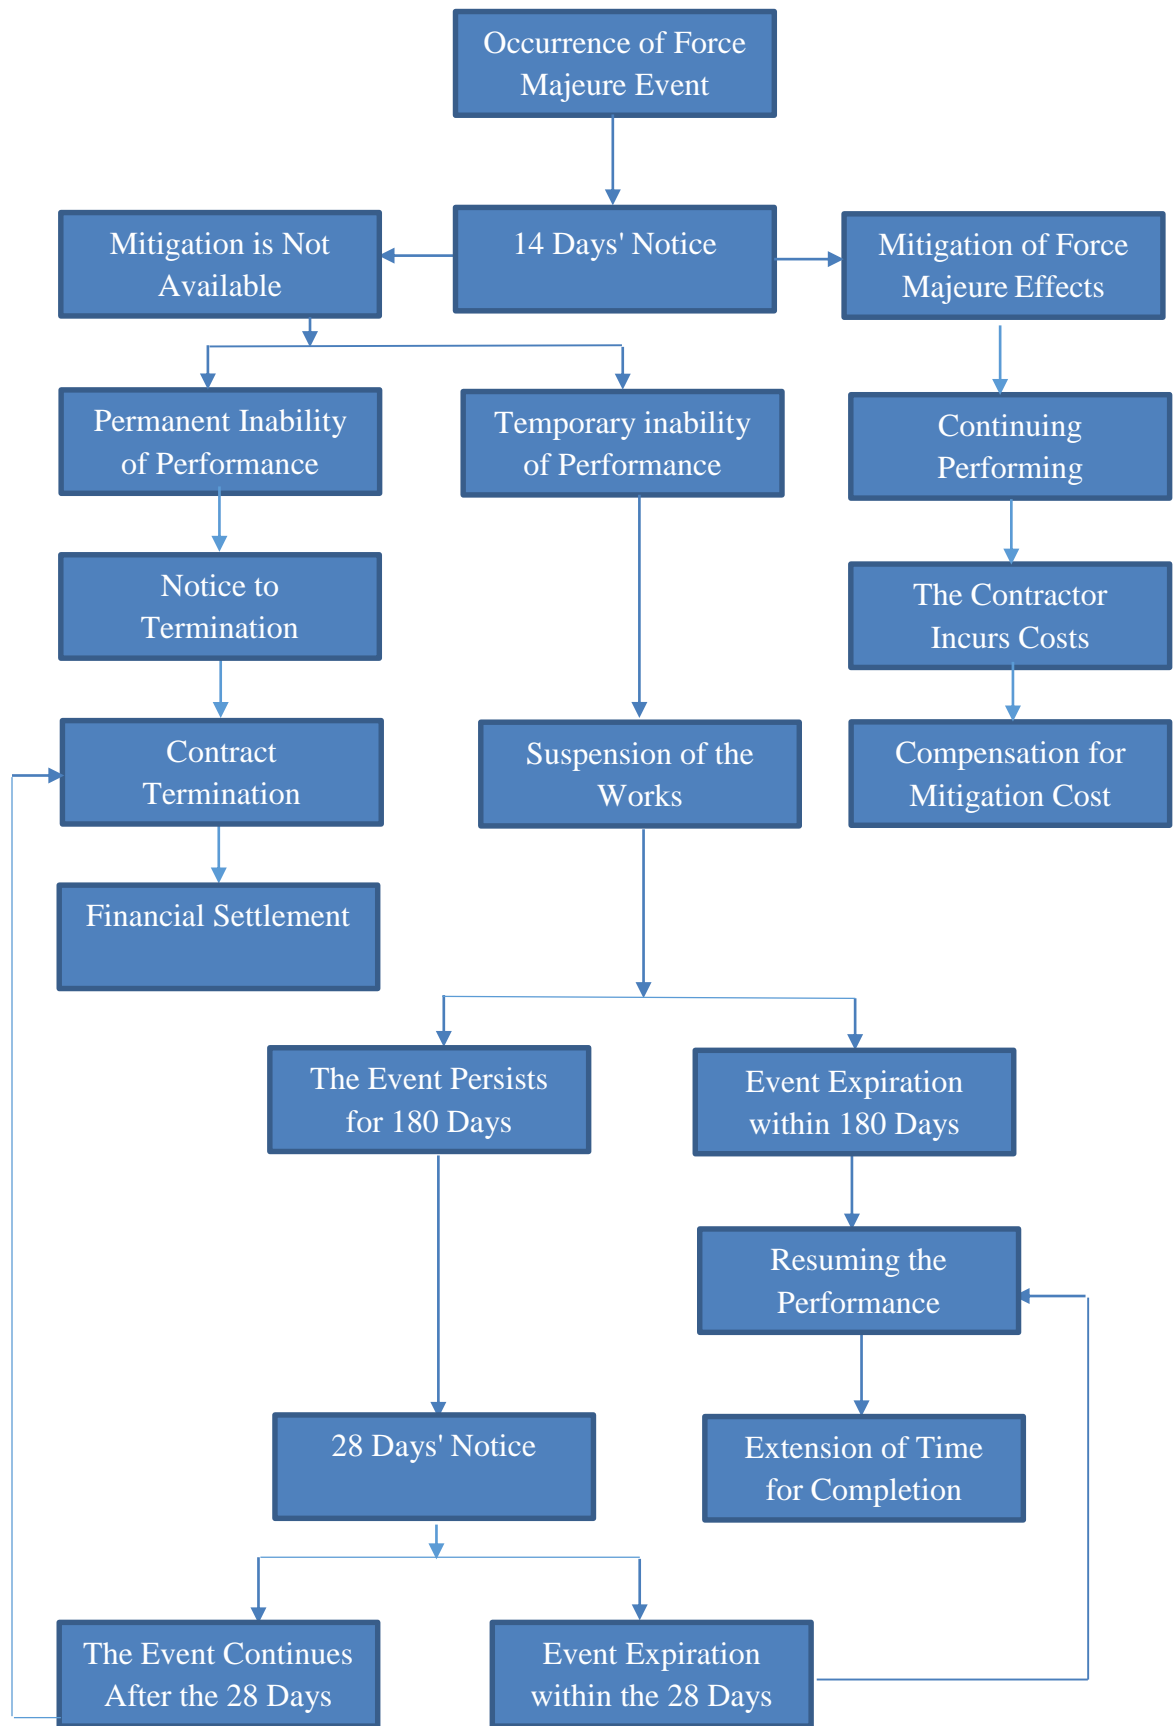 Occurrence of Force
Majeure Event
Mitigation is Not
Available
14 Days' Notice
Mitigation of Force
Majeure Effects
Permanent Inability
of Performance
Temporary inability
of Performance
Continuing
Performing
Notice to
Termination
The Contractor
Incurs Costs
Contract
Termination
Suspension of the
Works
Compensation for
Mitigation Cost
Financial Settlement
The Event Persists
for 180 Days
Event Expiration
within 180 Days
Resuming the
Performance
28 Days' Notice
Extension of Time
for Completion
The Event Continues
After the 28 Days
Event Expiration
within the 28 Days